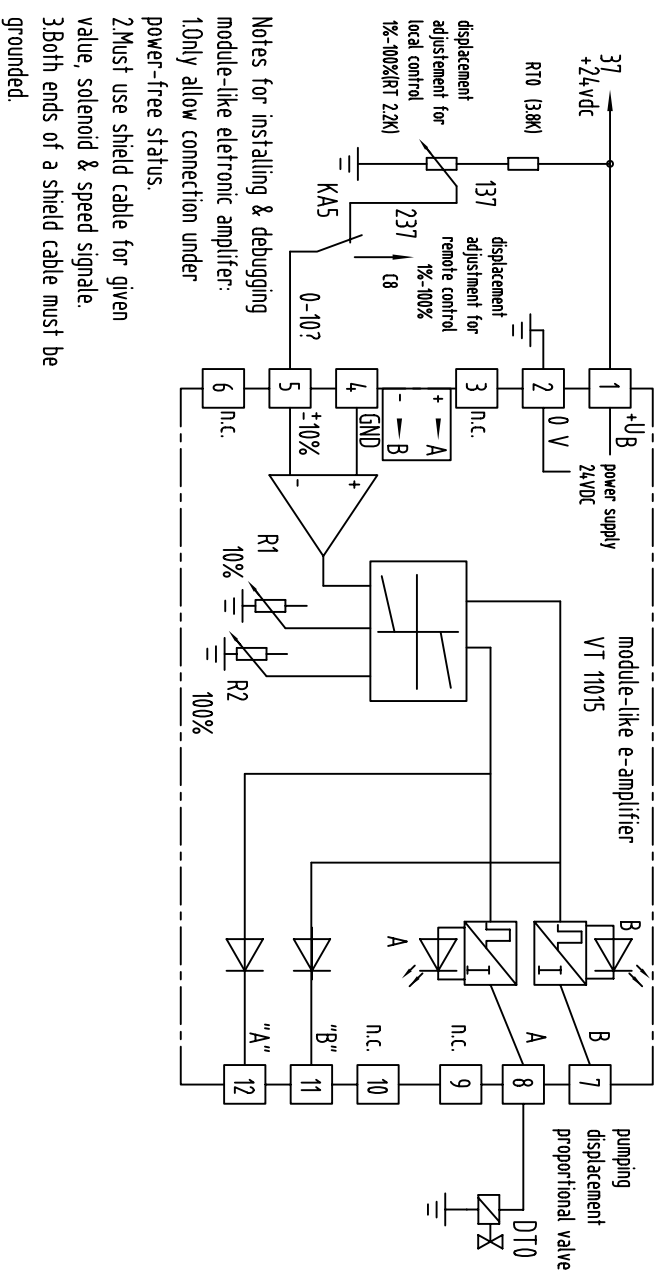 37
+24vdc
RT0 (3.8K)
displacement
adjustement for
local control
1%-100%(RT 2.2K)
137
237
KA5
C8
displacement
adjustment for
remote control
1%-100%
0-10?
Notes for installing & debugging
module-like eletronic amplifer:
1.Only allow connection under
power-free status.
2.Must use shield cable for given
value, solenoid & speed signale.
3.Both ends of a shield cable must be
grounded.
1
2
3
4
5
6
+UB
power supply
24VDC
0 V
n.c.
+ A
- B
GND
±10%
n.c.
+
-
R1
10%
R2
100%
module-like e-amplifier
VT 11015
B
A
B
A
n.c.
n.c.
"B"
"A"
7
8
9
10
11
12
pumping
displacement
proportional valve
DT0